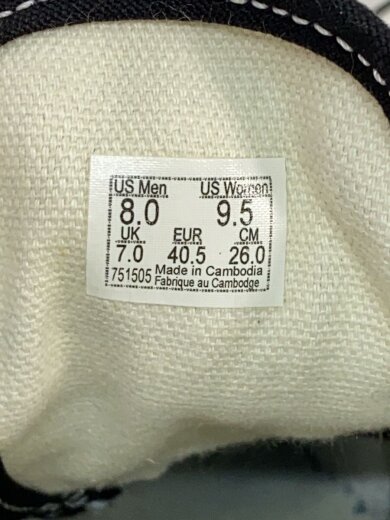 US Men US Women
8.0 9.5
UK EUR CM
7.0 40.5 26.0
751505 Made in Cambodia
Fabrique au Cambodge